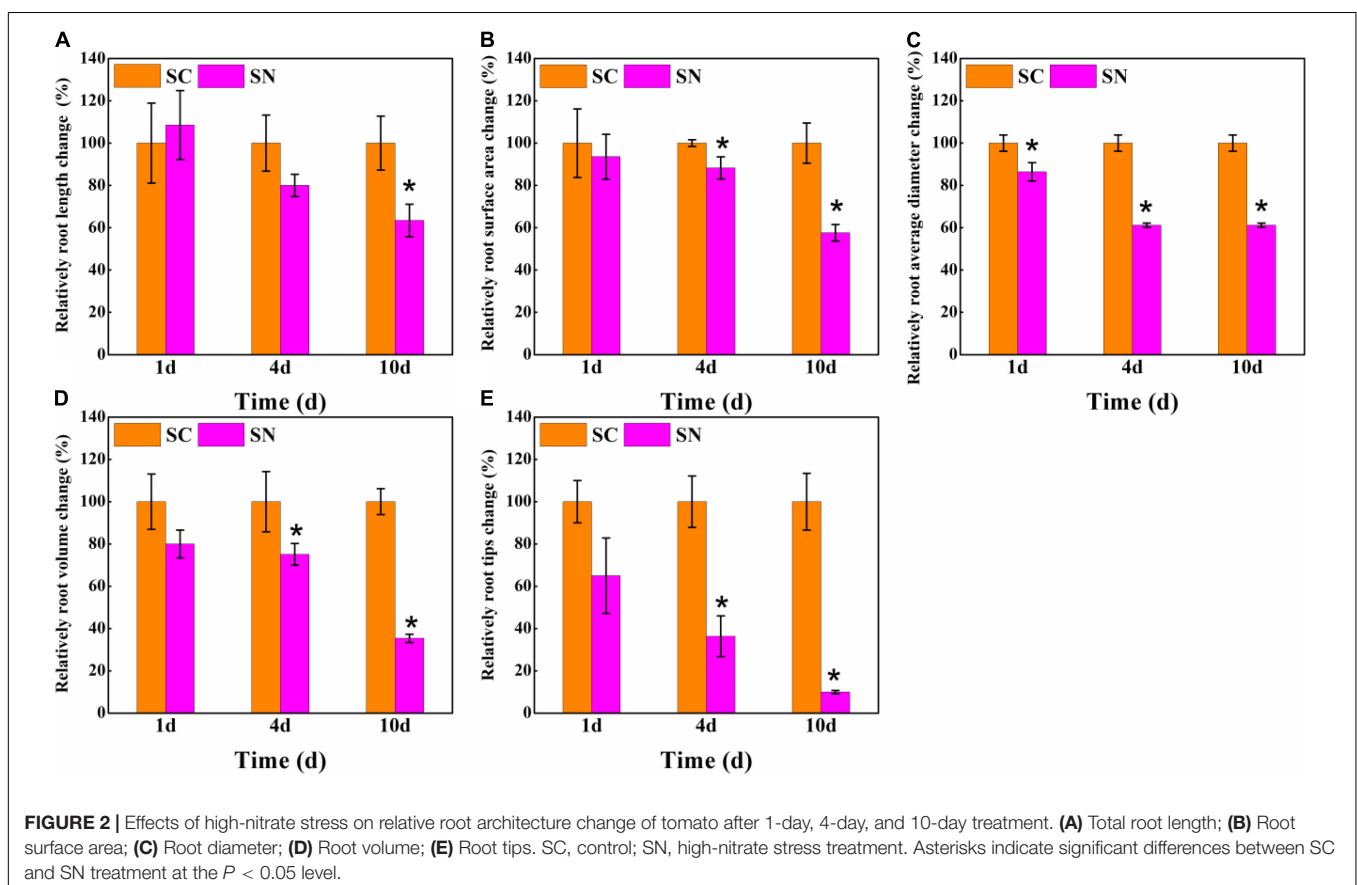 A
Relatively root length change (%)
140
120
100
80
60
40
20
0
SC SN
*
1d 4d 10d
Time (d)
B
Relatively root surface area change (%)
140
120
100
80
60
40
20
0
SC SN
* *
1d 4d 10d
Time (d)
C
Relatively root average diameter change (%)
140
120
100
80
60
40
20
0
SC SN
* * *
1d 4d 10d
Time (d)
D
Relatively root volume change (%)
140
120
100
80
60
40
20
0
SC SN
* *
1d 4d 10d
Time (d)
E
Relatively root tips change (%)
140
120
100
80
60
40
20
0
SC SN
* *
1d 4d 10d
Time (d)
FIGURE 2 | Effects of high-nitrate stress on relative root architecture change of tomato after 1-day, 4-day, and 10-day treatment. (A) Total root length; (B) Root
surface area; (C) Root diameter; (D) Root volume; (E) Root tips. SC, control; SN, high-nitrate stress treatment. Asterisks indicate significant differences between SC
and SN treatment at the P < 0.05 level.